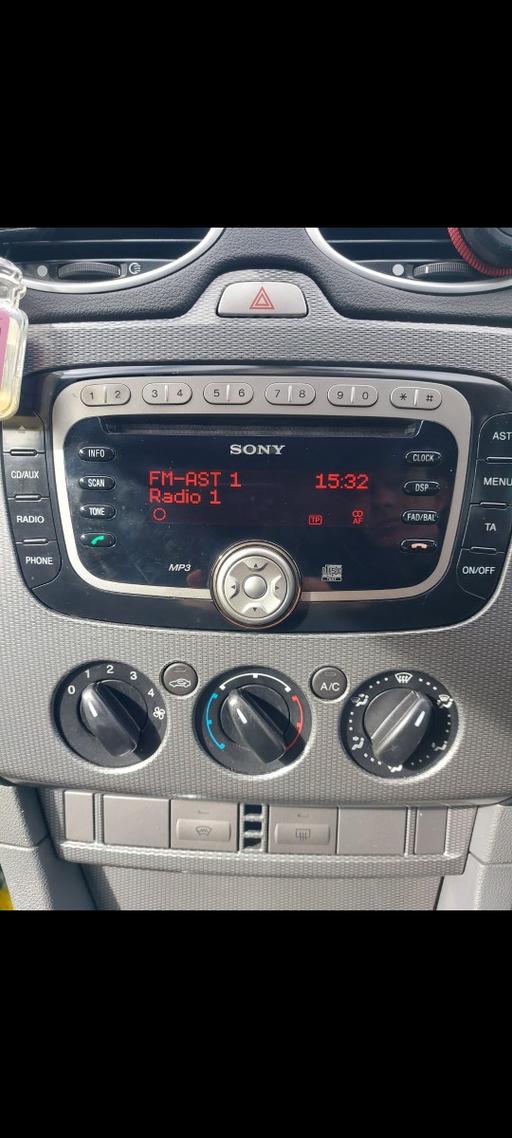 1 2 3 4 5 6 7 8 9 0 * #
SONY
INFO
CLOCK
AST
CD/AUX
SCAN
FM-AST 1 15:32
DSP
MENU
Radio 1
RADIO
TONE
TP
CD
AF
FAD/BAL
TA
PHONE
MP3
ON/OFF
0 1 2 3 4
A/C